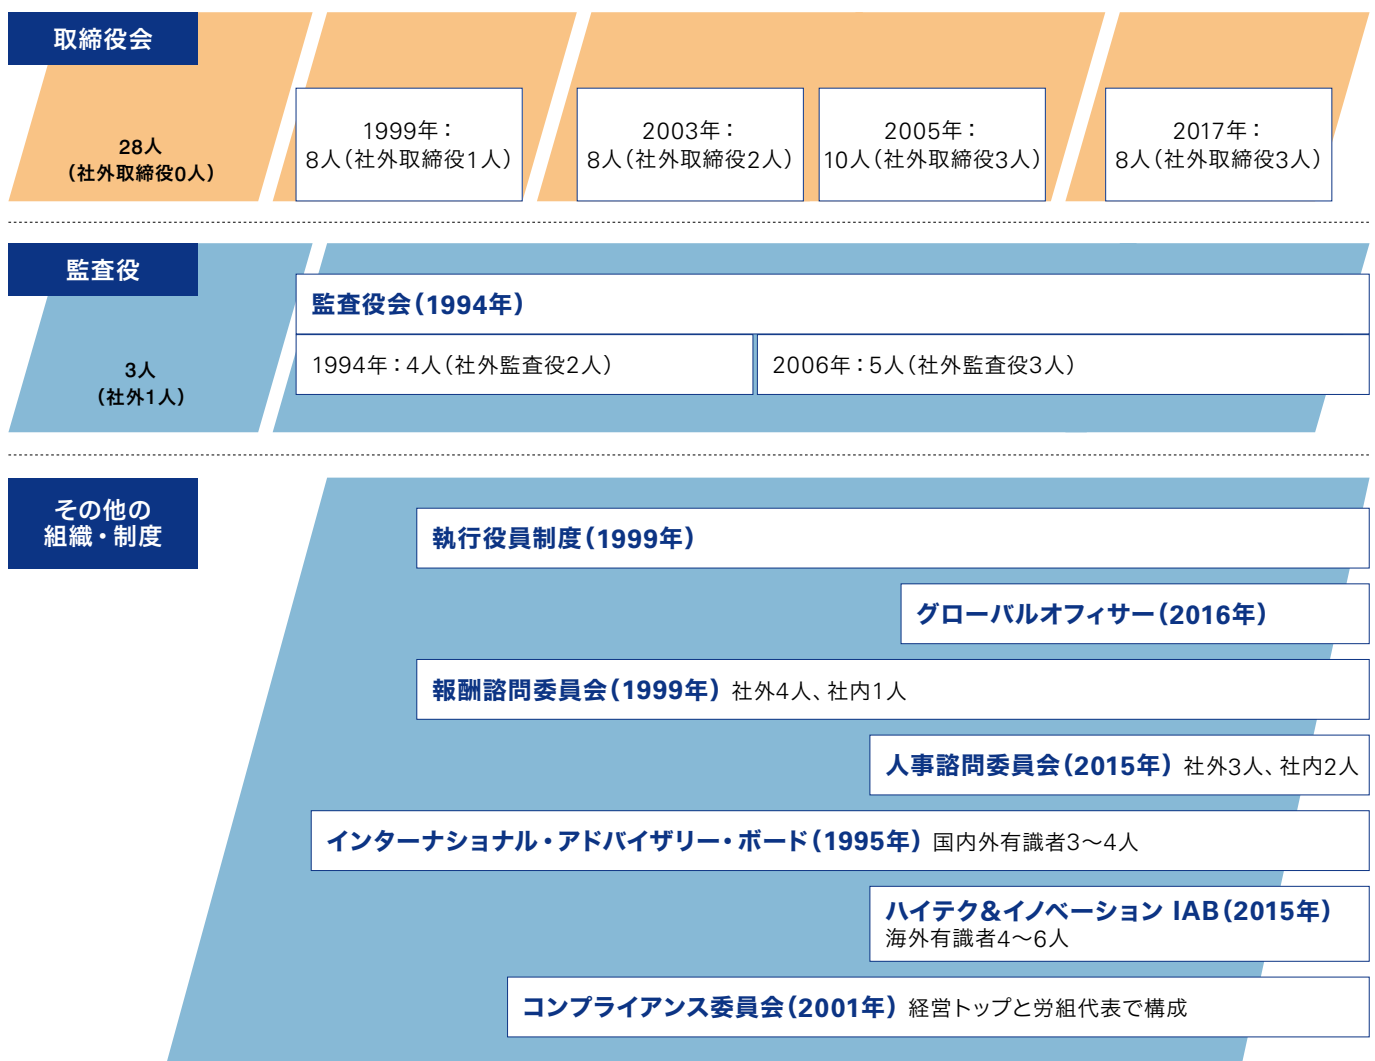 取締役会
28人
(社外取締役0人)
1999年：
8人(社外取締役1人)
2003年：
8人(社外取締役2人)
2005年：
10人(社外取締役3人)
2017年：
8人(社外取締役3人)
監査役
3人
(社外1人)
監査役会(1994年)
1994年：4人(社外監査役2人)
2006年：5人(社外監査役3人)
その他の
組織・制度
執行役員制度(1999年)
グローバルオフィサー(2016年)
報酬諮問委員会(1999年) 社外4人、社内1人
人事諮問委員会(2015年) 社外3人、社内2人
インターナショナル・アドバイザリー・ボード(1995年) 国内外有識者3〜4人
ハイテク&イノベーション IAB(2015年)
海外有識者4〜6人
コンプライアンス委員会(2001年) 経営トップと労組代表で構成